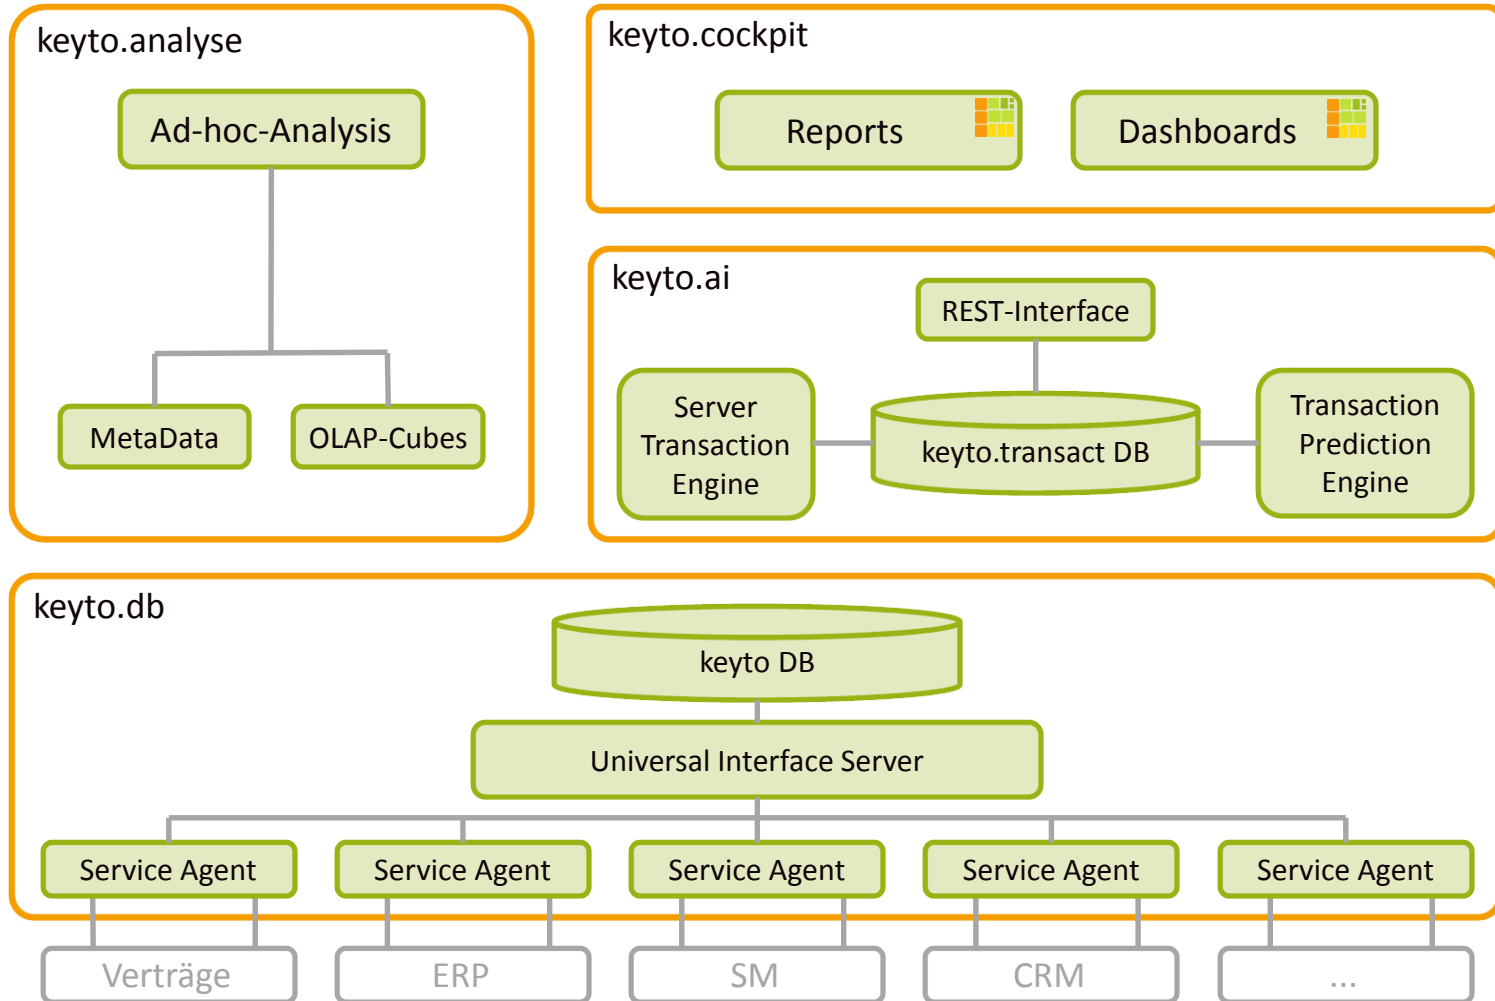 keyto.analyse
Ad-hoc-Analysis
MetaData
OLAP-Cubes
keyto.cockpit
Reports
Dashboards
keyto.ai
REST-Interface
Server
Transaction
Engine
keyto.transact DB
Transaction
Prediction
Engine
keyto.db
keyto DB
Universal Interface Server
Service Agent
Service Agent
Service Agent
Service Agent
Service Agent
Verträge
ERP
SM
CRM
...